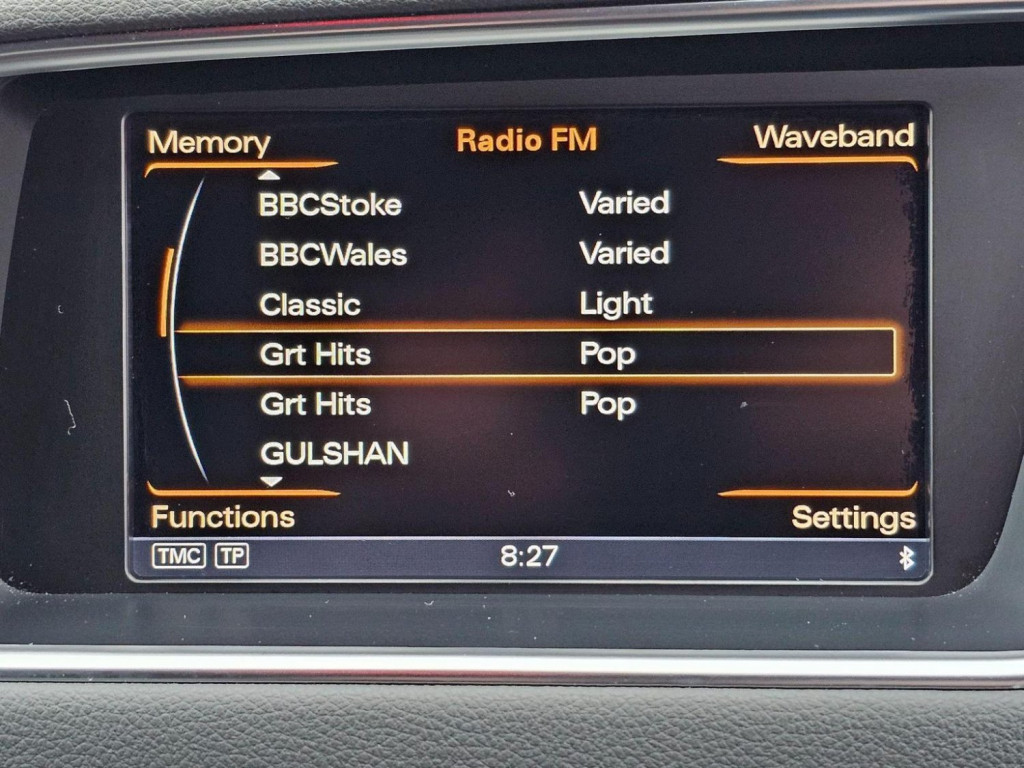 Memory Radio FM Waveband
BBCStoke Varied
BBCWales Varied
Classic Light
Grt Hits Pop
Grt Hits Pop
GULSHAN
Functions Settings
TMC TP 8:27